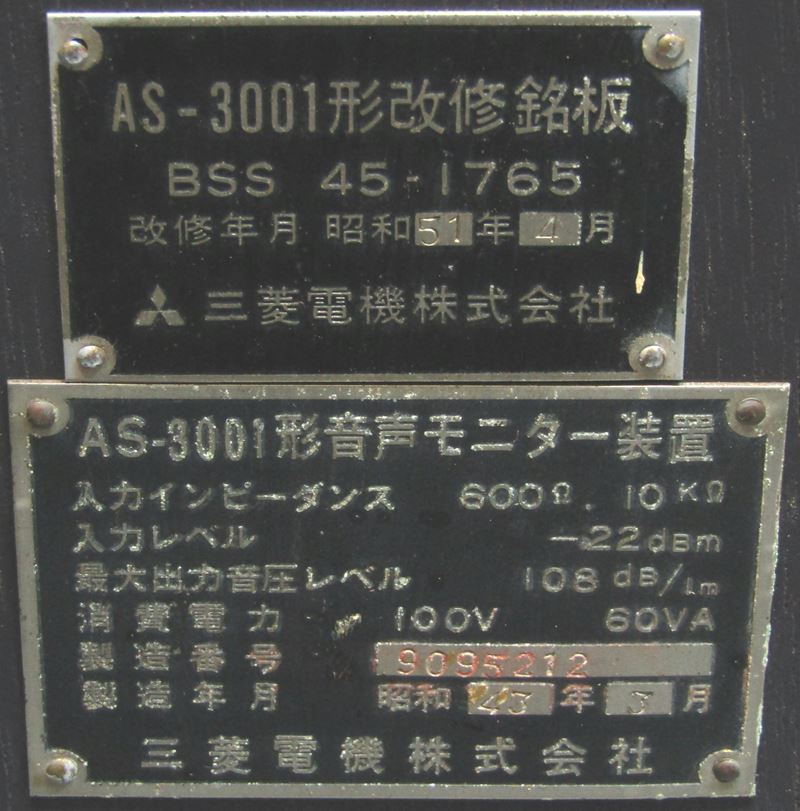 AS-3001形改修銘板
BSS 45-1765
改修年月 昭和51年4月
三菱電機株式会社
AS-3001形音声モニター装置
入力インピーダンス 600Ω. 10KΩ
入力レベル -22dBm
最大出力音圧レベル 108 dB/1m
消費電力 100V 60VA
製造番号 9095212
製造年月 昭和43年3月
三菱電機株式会社